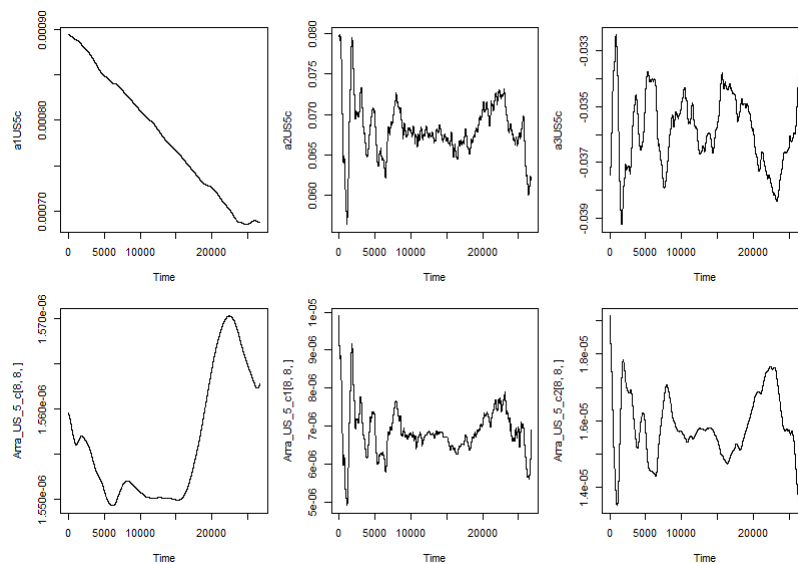 a1US5c
0.00070
0.00080
0.00090
0
5000
10000
20000
Time
a2US5c
0.060
0.065
0.070
0.075
0.080
0
5000
10000
20000
Time
a3US5c
-0.039
-0.037
-0.035
-0.033
0
5000
10000
20000
Time
Arra_US_5_c[8, 8, ]
1.550e-06
1.560e-06
1.570e-06
0
5000
10000
20000
Time
Arra_US_5_c1[8, 8, ]
5e-06
6e-06
7e-06
8e-06
9e-06
1e-05
0
5000
10000
20000
Time
Arra_US_5_c2[8, 8, ]
1.4e-05
1.6e-05
1.8e-05
0
5000
10000
20000
Time